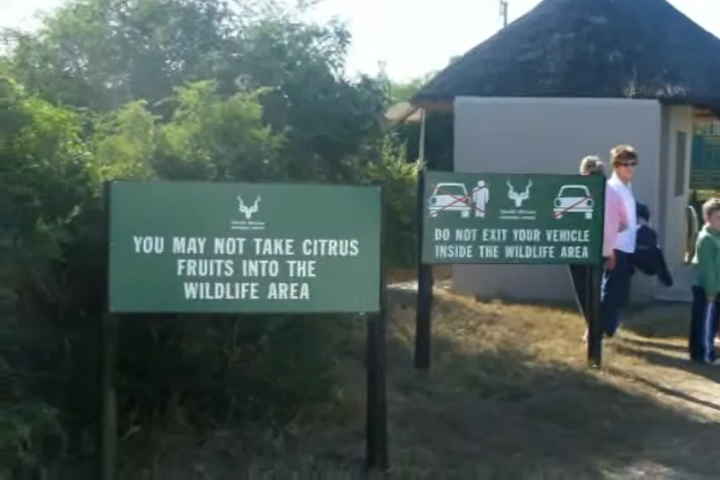 YOU MAY NOT TAKE CITRUS
FRUITS INTO THE
WILDLIFE AREA
DO NOT EXIT YOUR VEHICLE
INSIDE THE WILDLIFE AREA